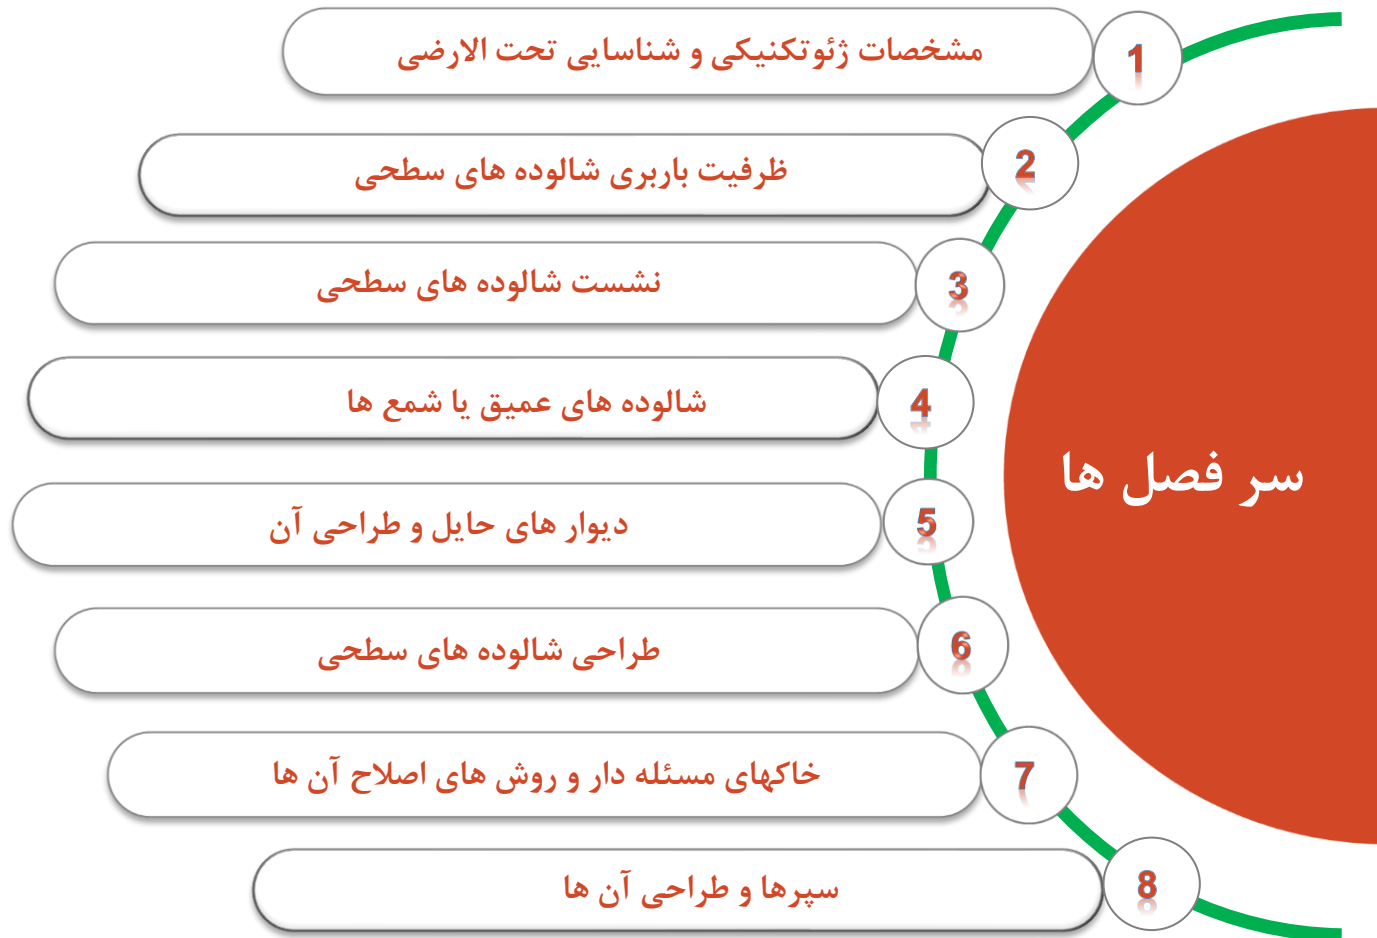 سر فصل ها
1
مشخصات ژئوتکنیکی و شناسایی تحت الارضی
2
ظرفیت باربری شالوده های سطحی
3
نشست شالوده های سطحی
4
شالوده های عمیق یا شمع ها
5
دیوار های حایل و طراحی آن
6
طراحی شالوده های سطحی
7
خاکهای مسئله دار و روش های اصلاح آن ها
8
سپرها و طراحی آن ها